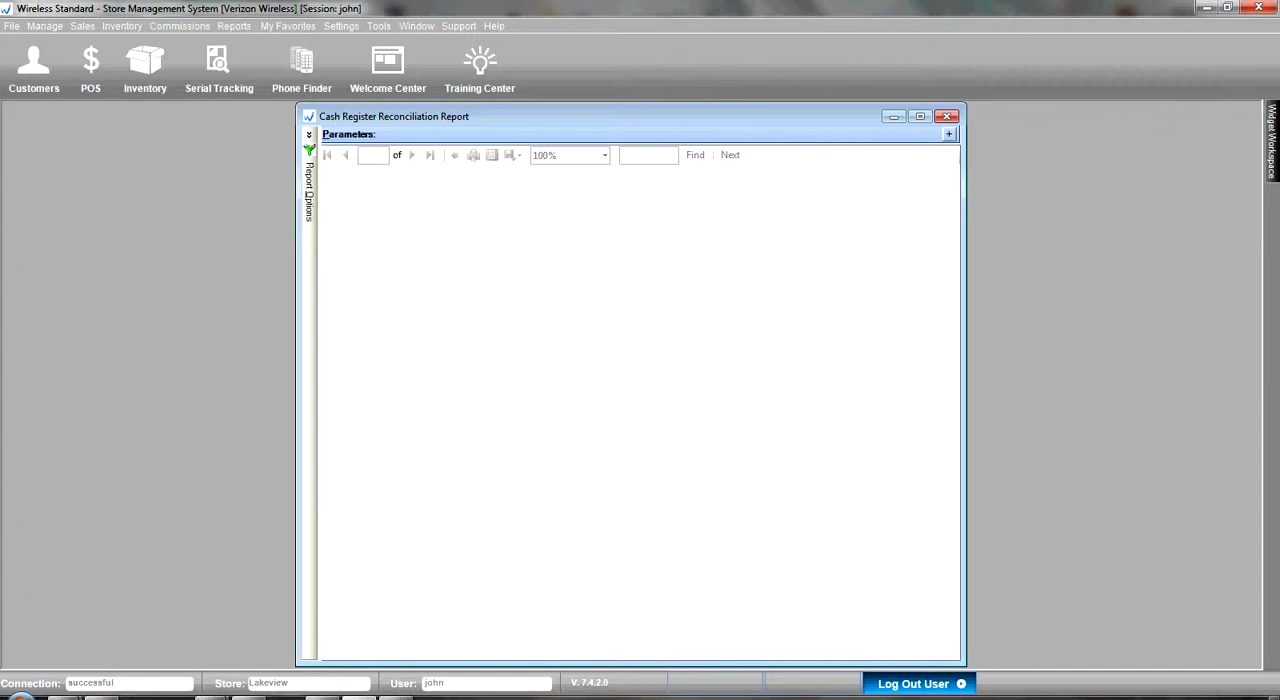 Wireless Standard - Store Management System [Verizon Wireless] [Session: john]
File Manage Sales Inventory Commissions Reports My Favorites Settings Tools Window Support Help
Customers POS Inventory Serial Tracking Phone Finder Welcome Center Training Center
Cash Register Reconciliation Report
Parameters:
of 100% Find Next
Report Options
Widget Workspace
Connection: successful Store: Lakeview User: john V. 7.4.2.0 Log Out User